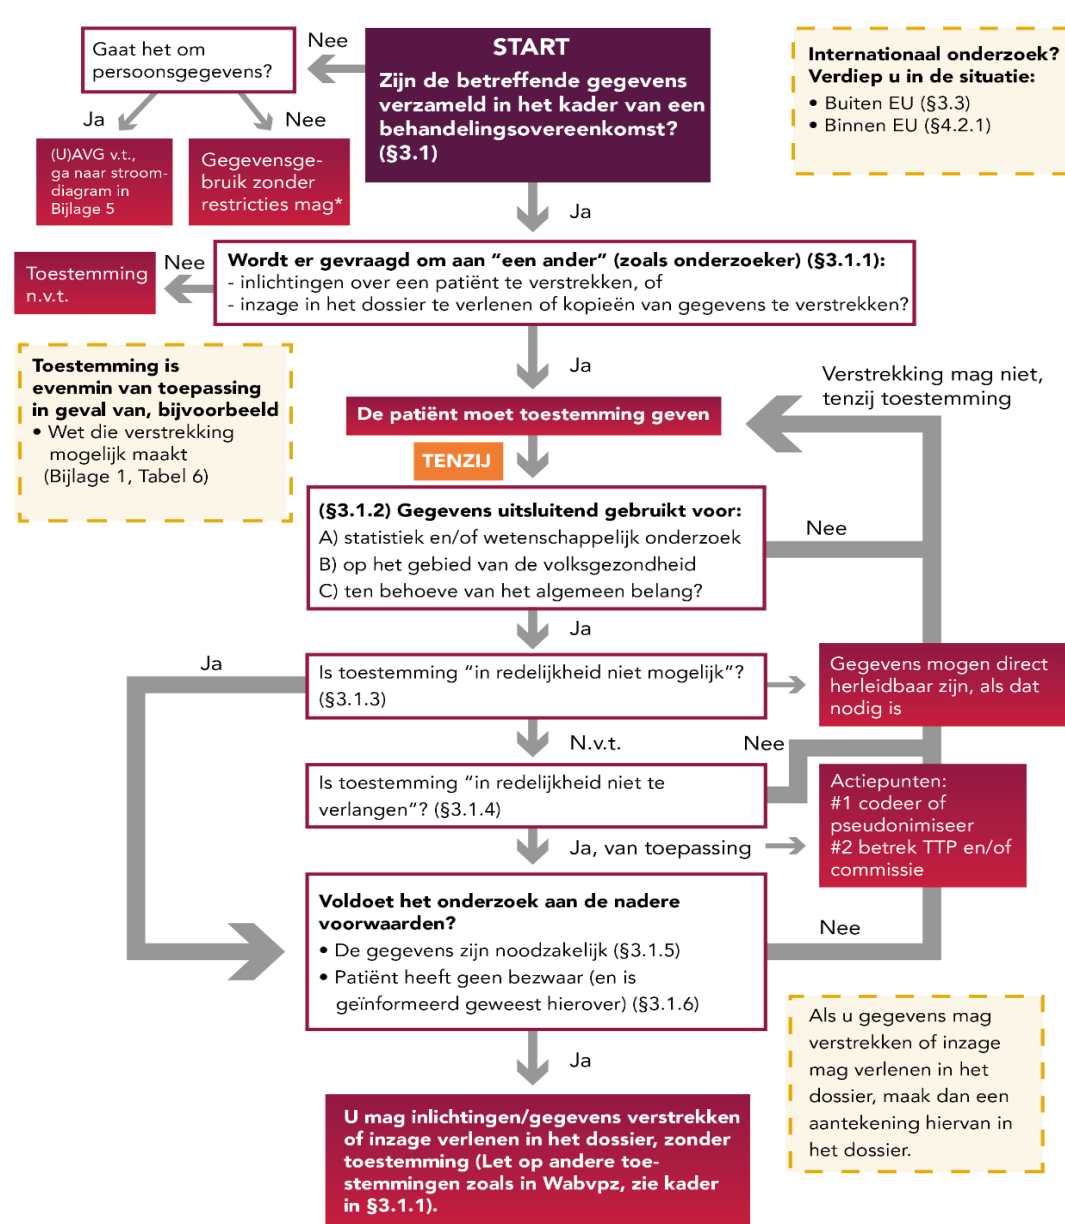 START
Zijn de betreffende gegevens
verzameld in het kader van een
behandelingsovereenkomst?
(§3.1)
Nee
Gaat het om
persoonsgegevens?
Ja
Nee
(U)AVG v.t.,
ga naar stroom-
diagram in
Bijlage 5
Gegevensge-
bruik zonder
restricties mag*
Internationaal onderzoek?
Verdiep u in de situatie:
• Buiten EU (§3.3)
• Binnen EU (§4.2.1)
Ja
Wordt er gevraagd om aan “een ander” (zoals onderzoeker) (§3.1.1):
- inlichtingen over een patiënt te verstrekken, of
- inzage in het dossier te verlenen of kopieën van gegevens te verstrekken?
Nee
Toestemming
n.v.t.
Ja
Toestemming is
evenmin van toepassing
in geval van, bijvoorbeeld
• Wet die verstrekking
mogelijk maakt
(Bijlage 1, Tabel 6)
Verstrekking mag niet,
tenzij toestemming
De patiënt moet toestemming geven
TENZIJ
(§3.1.2) Gegevens uitsluitend gebruikt voor:
A) statistiek en/of wetenschappelijk onderzoek
B) op het gebied van de volksgezondheid
C) ten behoeve van het algemeen belang?
Nee
Ja
Ja
Is toestemming “in redelijkheid niet mogelijk”?
(§3.1.3)
Gegevens mogen direct
herleidbaar zijn, als dat
nodig is
N.v.t.
Nee
Is toestemming “in redelijkheid niet te
verlangen”? (§3.1.4)
Actiepunten:
#1 codeer of
pseudonimiseer
#2 betrek TTP en/of
commissie
Ja, van toepassing
Voldoet het onderzoek aan de nadere
voorwaarden?
• De gegevens zijn noodzakelijk (§3.1.5)
• Patiënt heeft geen bezwaar (en is
geïnformeerd geweest hierover) (§3.1.6)
Nee
Ja
Als u gegevens mag
verstrekken of inzage
mag verlenen in het
dossier, maak dan een
aantekening hiervan in
het dossier.
U mag inlichtingen/gegevens verstrekken
of inzage verlenen in het dossier, zonder
toestemming (Let op andere toe-
stemmingen zoals in Wabvpz, zie kader
in §3.1.1).